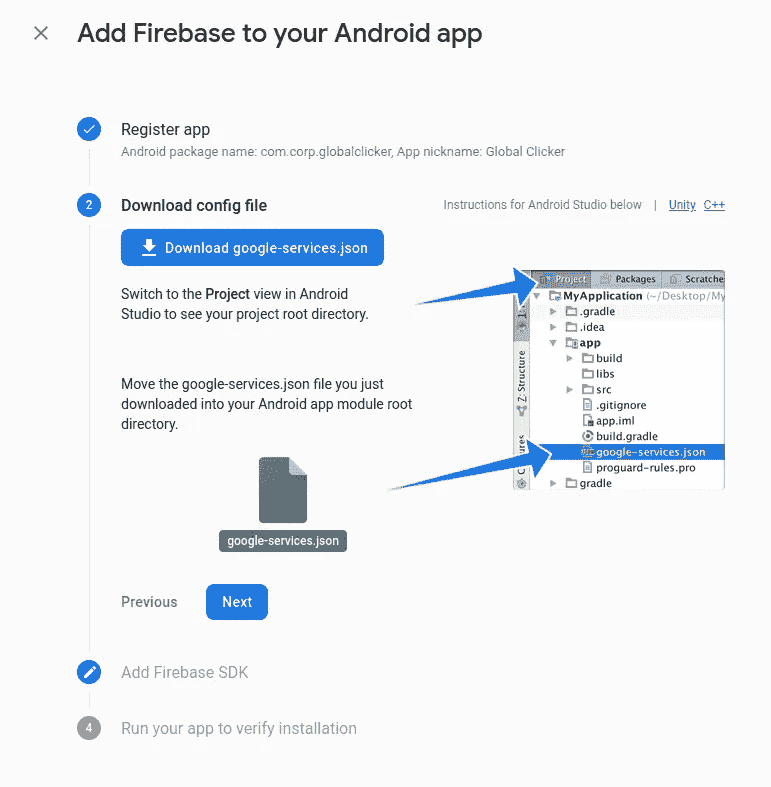 Add Firebase to your Android app
Register app
Android package name: com.corp.globalclicker, App nickname: Global Clicker
2
Download config file
Instructions for Android Studio below | Unity C++
Download google-services.json
Switch to the Project view in Android
Studio to see your project root directory.
Move the google-services.json file you just
downloaded into your Android app module root
directory.
google-services.json
Project Packages Scratche
MyApplication (~/Desktop/My
.gradle
.idea
app
build
libs
src
.gitignore
app.iml
build.gradle
google-services.json
proguard-rules.pro
gradle
Z: Structure
Previous
Next
Add Firebase SDK
4
Run your app to verify installation